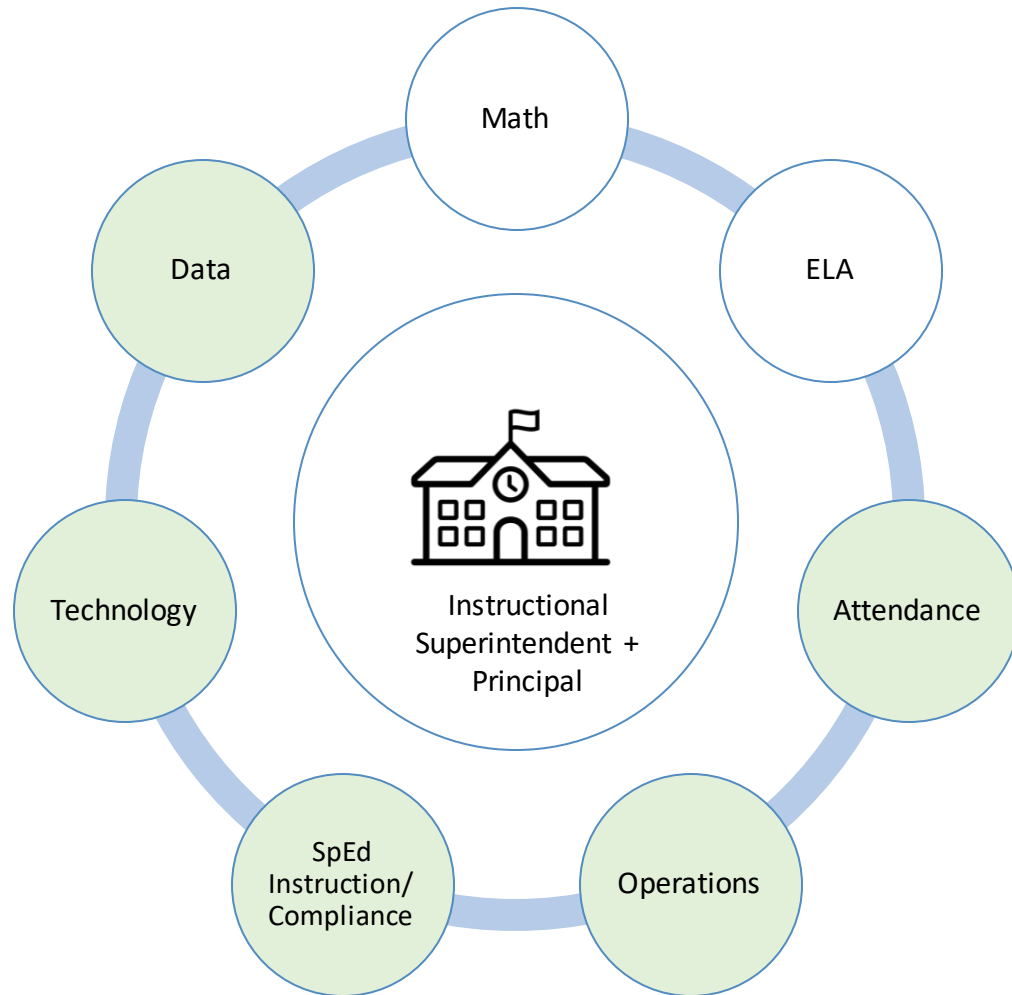 Math
Data
ELA
Instructional
Superintendent +
Principal
Technology
Attendance
SpEd
Instruction/
Compliance
Operations